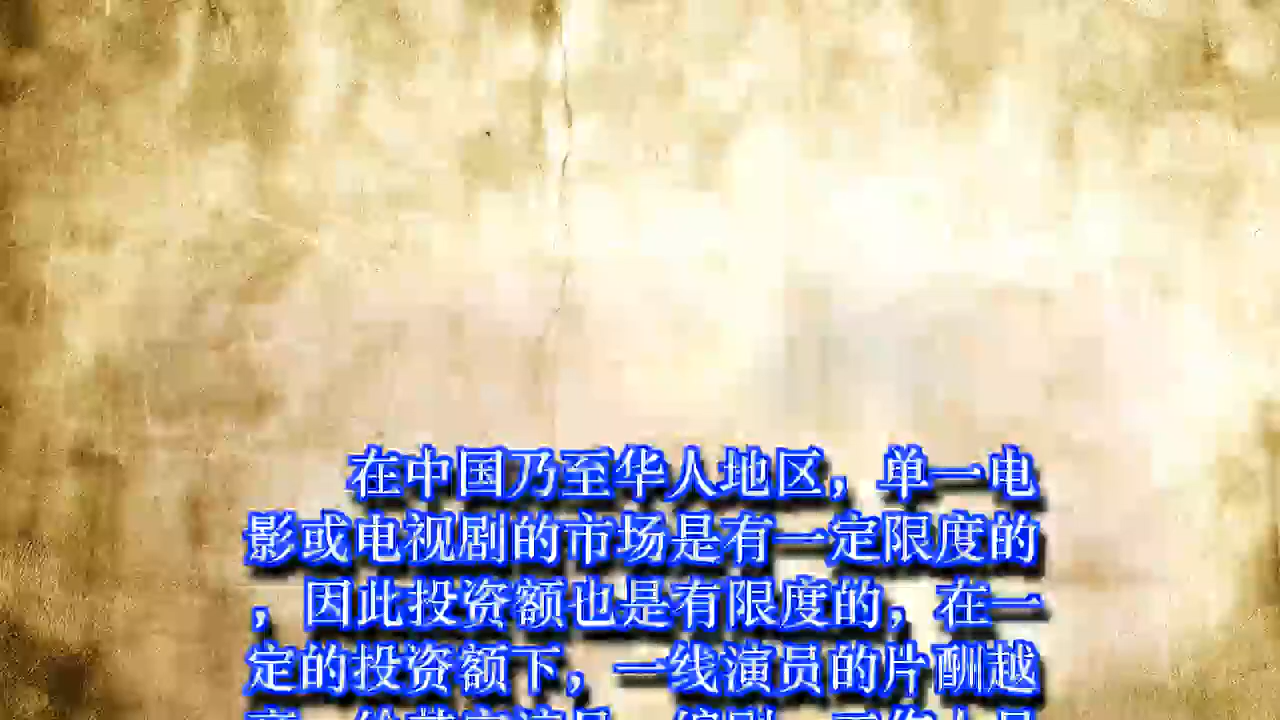 在中国乃至华人地区，单一电
影或电视剧的市场是有一定限度的
，因此投资额也是有限度的，在一
定的投资额下，一线演员的片酬越